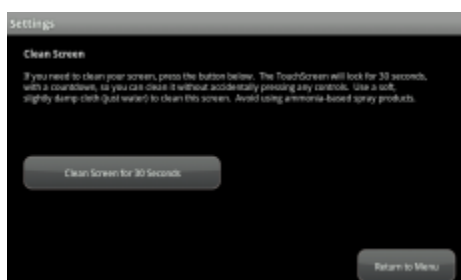 Settings
Clean Screen
If you need to clean your screen, press the button below. The TouchScreen will lock for 30 seconds,
with a countdown, so you can clean it without accidentally pressing any controls. Use a soft,
slightly damp cloth (just water) to clean this screen. Avoid using ammonia-based spray products.
Clean Screen for 30 Seconds
Return to Menu